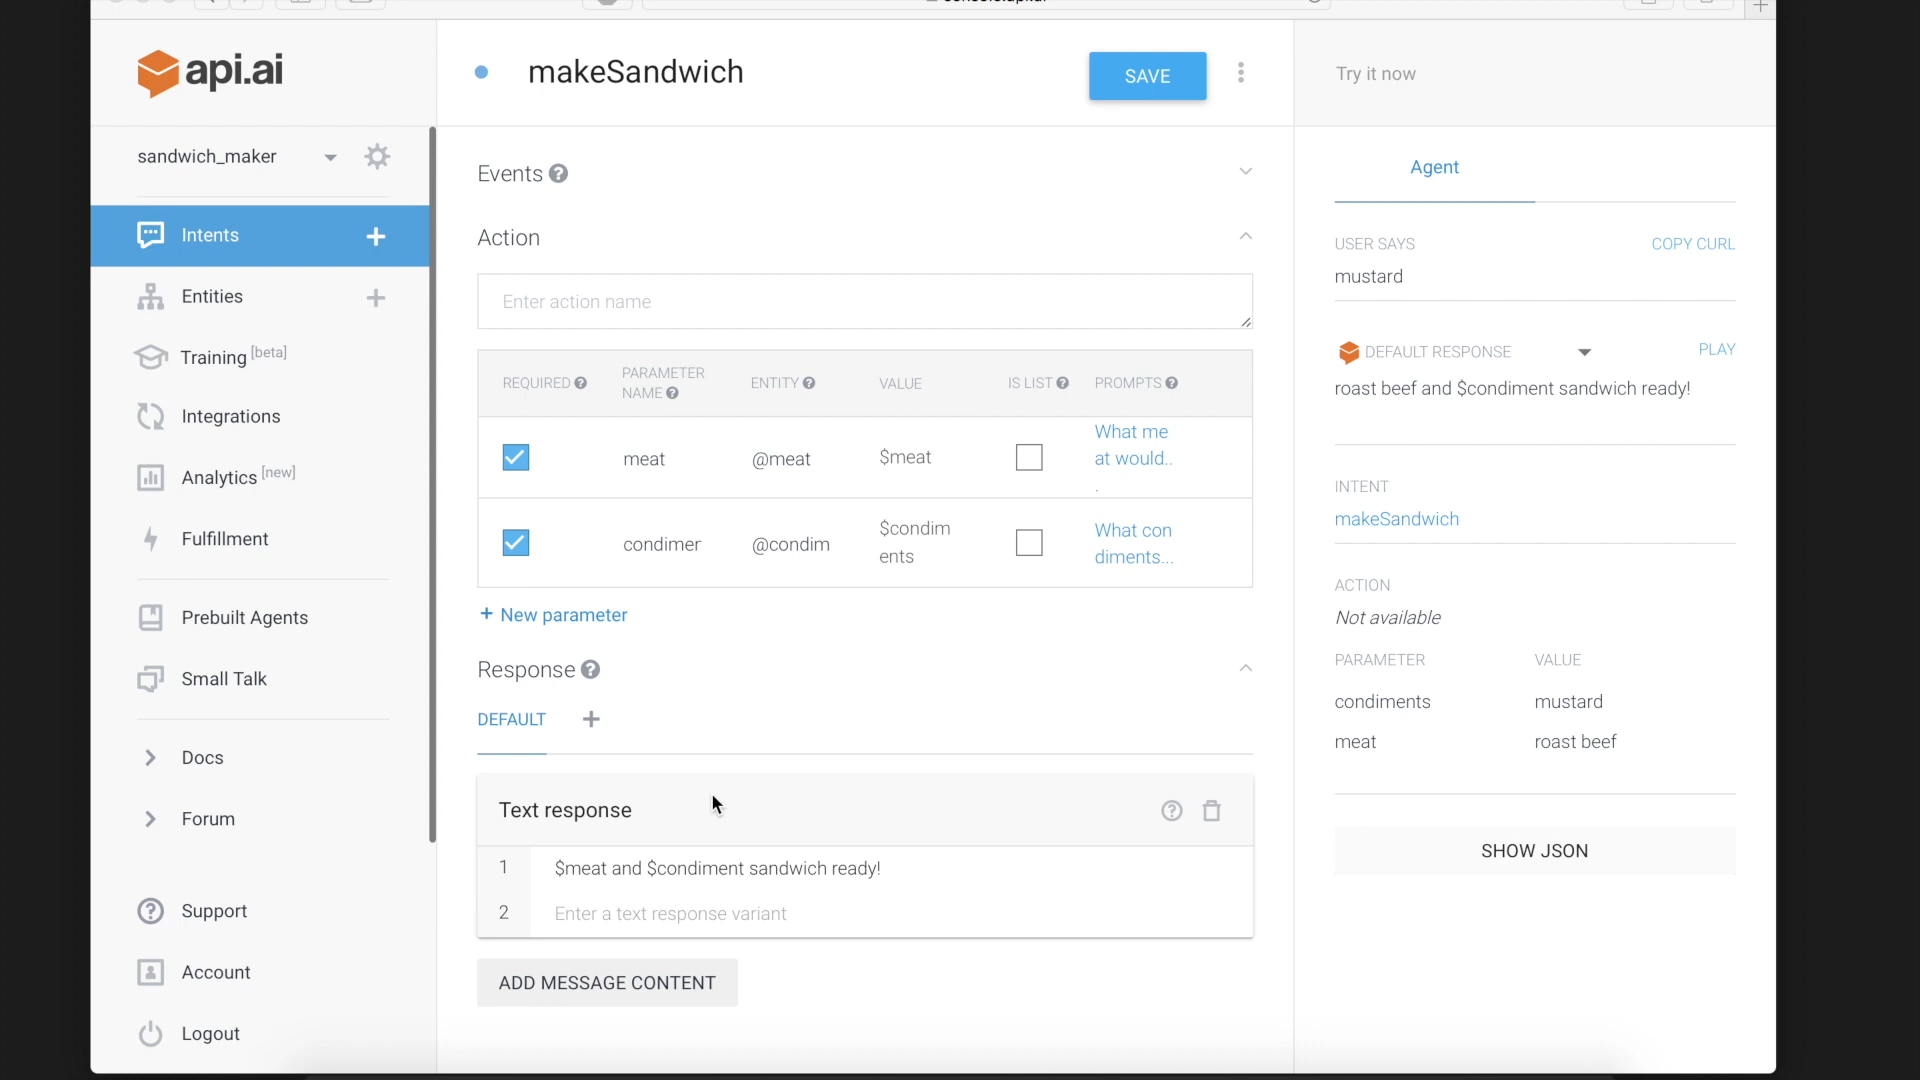 api.ai
makeSandwich
SAVE
Try it now
sandwich_maker
Intents
Entities
Training [beta]
Integrations
Analytics [new]
Fulfillment
Prebuilt Agents
Small Talk
Docs
Forum
Support
Account
Logout
Events
Action
Enter action name
REQUIRED
PARAMETER
NAME
ENTITY
VALUE
IS LIST
PROMPTS
meat
@meat
$meat
What me
at would..
.
condimer
@condim
$condim
ents
What con
diments...
+ New parameter
Response
DEFAULT
Text response
1
$meat and $condiment sandwich ready!
2
Enter a text response variant
ADD MESSAGE CONTENT
Agent
USER SAYS
COPY CURL
mustard
DEFAULT RESPONSE
PLAY
roast beef and $condiment sandwich ready!
INTENT
makeSandwich
ACTION
Not available
PARAMETER
VALUE
condiments
mustard
meat
roast beef
SHOW JSON